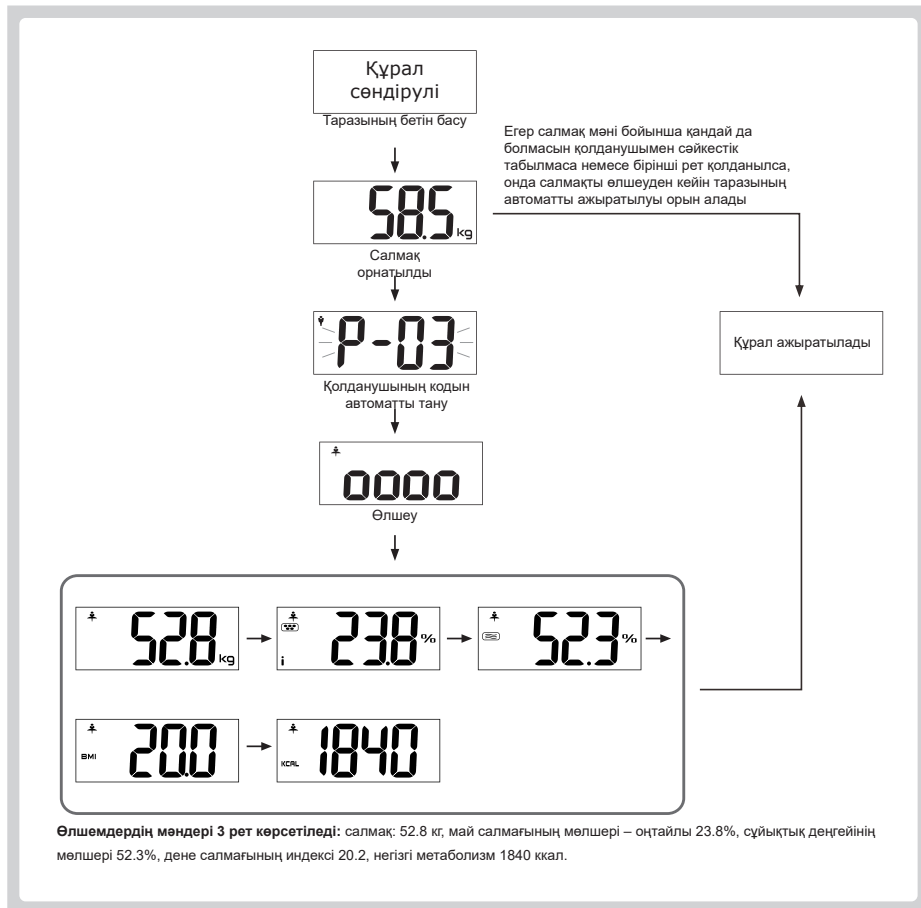 Құрал
сөндірулі
Таразының бетін басу
Егер салмақ мәні бойынша қандай да
болмасын қолданушымен сәйкестік
табылмаса немесе бірінші рет қолданылса,
онда салмақты өлшеуден кейін таразының
автоматты ажыратылуы орын алады
58.5 kg
Салмақ
орнатылды
P-03
Құрал ажыратылады
Қолданушының кодын
автоматты тану
0000
Өлшеу
52.8 kg
i 23.8 %
52.3 %
BMI 20.0
KCAL 1840
Өлшемдердің мәндері 3 рет көрсетіледі: салмақ: 52.8 кг, май салмағының мөлшері – оңтайлы 23.8%, сұйықтық деңгейінің
мөлшері 52.3%, дене салмағының индексі 20.2, негізгі метаболизм 1840 ккал.